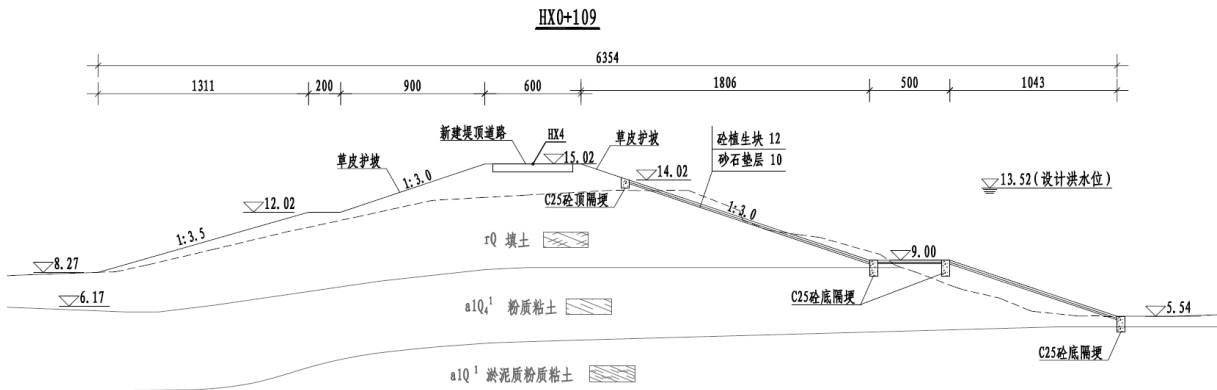 HX0+109
6354
1311
200
900
600
1806
500
1043
新建堤顶道路
HX4
草皮护坡
草皮护坡
砼植生块 12
砂石垫层 10
15.02
14.02
13.52(设计洪水位)
1:3.0
C25砼顶隔埂
12.02
1:3.0
1:3.5
rQ 填土
9.00
8.27
6.17
alQ₄¹ 粉质粘土
C25砼底隔埂
5.54
C25砼底隔埂
alQ¹ 淤泥质粉质粘土